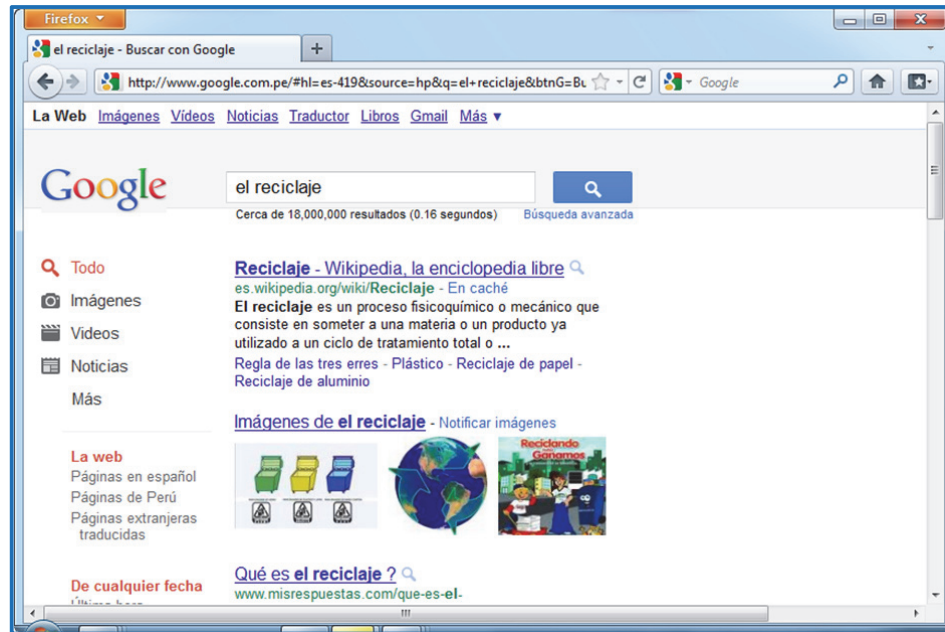 Firefox
el reciclaje - Buscar con Google
http://www.google.com.pe/#hl=es-419&source=hp&q=el+reciclaje&btnG=Bu
Google
La Web Imágenes Vídeos Noticias Traductor Libros Gmail Más ▼
Google
el reciclaje
Cerca de 18,000,000 resultados (0.16 segundos) Búsqueda avanzada
Todo
Imágenes
Videos
Noticias
Más
La web
Páginas en español
Páginas de Perú
Páginas extranjeras
traducidas
De cualquier fecha
Reciclaje - Wikipedia, la enciclopedia libre
es.wikipedia.org/wiki/Reciclaje - En caché
El reciclaje es un proceso fisicoquímico o mecánico que
consiste en someter a una materia o un producto ya
utilizado a un ciclo de tratamiento total o ...
Regla de las tres erres - Plástico - Reciclaje de papel -
Reciclaje de aluminio
Imágenes de el reciclaje - Notificar imágenes
Reciclando
Ganamos
Qué es el reciclaje ?
www.misrespuestas.com/que-es-el-